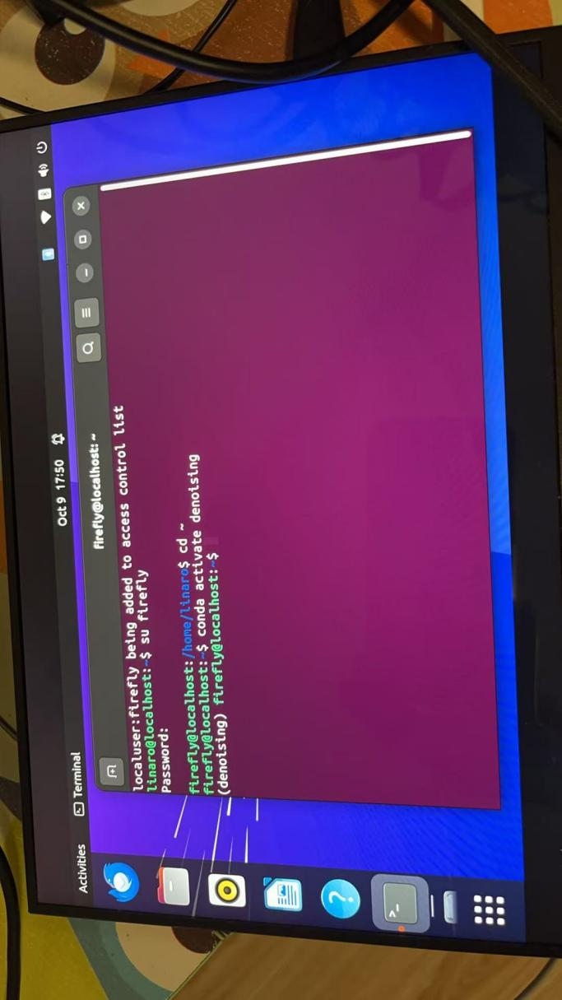 Activities
Terminal
Oct 9 17:50
firefly@localhost: ~
localuser:firefly being added to access control list
linaro@localhost:~$ su firefly
Password:
firefly@localhost:/home/linaro$ cd ~
firefly@localhost:~$ conda activate denoising
(denoising) firefly@localhost:~$